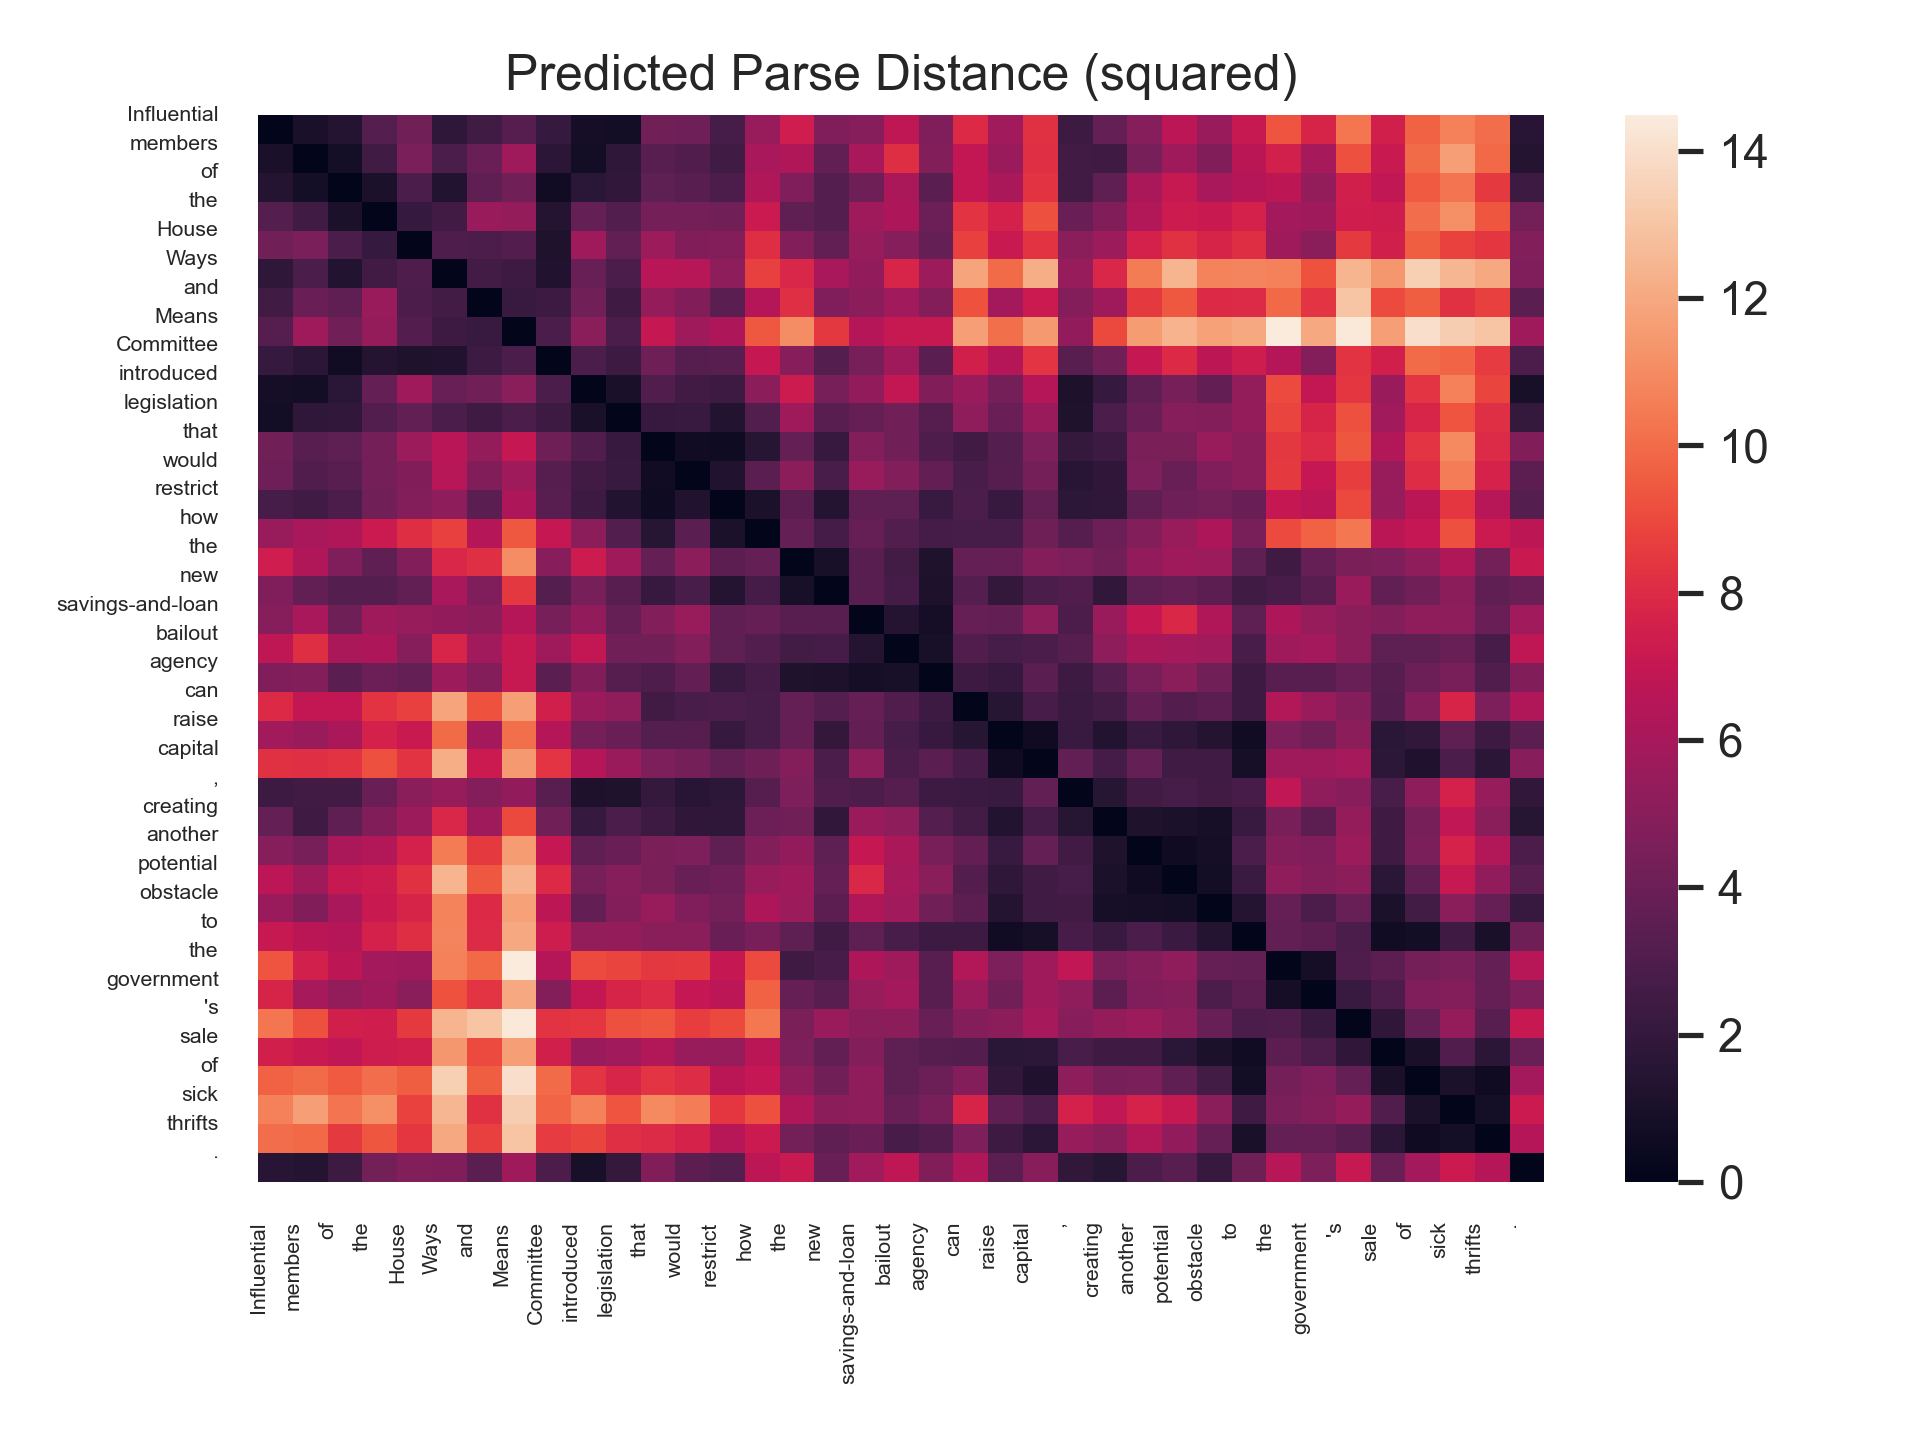 Predicted Parse Distance (squared)
Influential
members
of
the
House
Ways
and
Means
Committee
introduced
legislation
that
would
restrict
how
the
new
savings-and-loan
bailout
agency
can
raise
capital
,
creating
another
potential
obstacle
to
the
government
's
sale
of
sick
thrifts
.
14
12
10
8
6
4
2
0
Influential
members
of
the
House
Ways
and
Means
Committee
introduced
legislation
that
would
restrict
how
the
new
savings-and-loan
bailout
agency
can
raise
capital
,
creating
another
potential
obstacle
to
the
government
's
sale
of
sick
thrifts
.